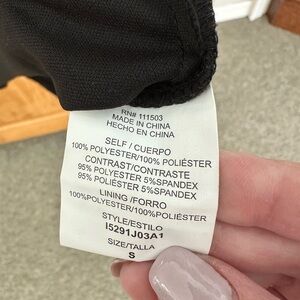 RN# 111503
MADE IN CHINA
HECHO EN CHINA
SELF / CUERPO
100% POLYESTER/100% POLIÉSTER
CONTRAST/CONTRASTE
95% POLYESTER 5%SPANDEX
95% POLIÉSTER 5%SPANDEX
LINING /FORRO
100%POLYESTER/100%POLIÉSTER
STYLE/ESTILO
I5291J03A1
SIZE/TALLA
S